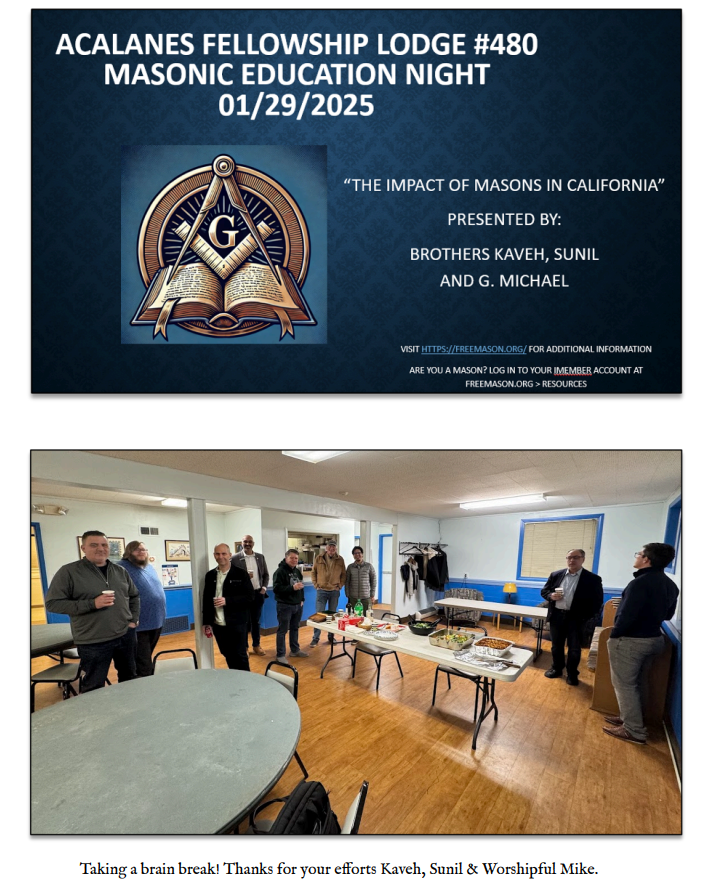 ACALANES FELLOWSHIP LODGE #480
MASONIC EDUCATION NIGHT
01/29/2025
G
“THE IMPACT OF MASONS IN CALIFORNIA”
PRESENTED BY:
BROTHERS KAVEH, SUNIL
AND G. MICHAEL
VISIT HTTPS://FREEMASON.ORG/ FOR ADDITIONAL INFORMATION
ARE YOU A MASON? LOG IN TO YOUR IMEMBER ACCOUNT AT
FREEMASON.ORG > RESOURCES
Taking a brain break! Thanks for your efforts Kaveh, Sunil & Worshipful Mike.